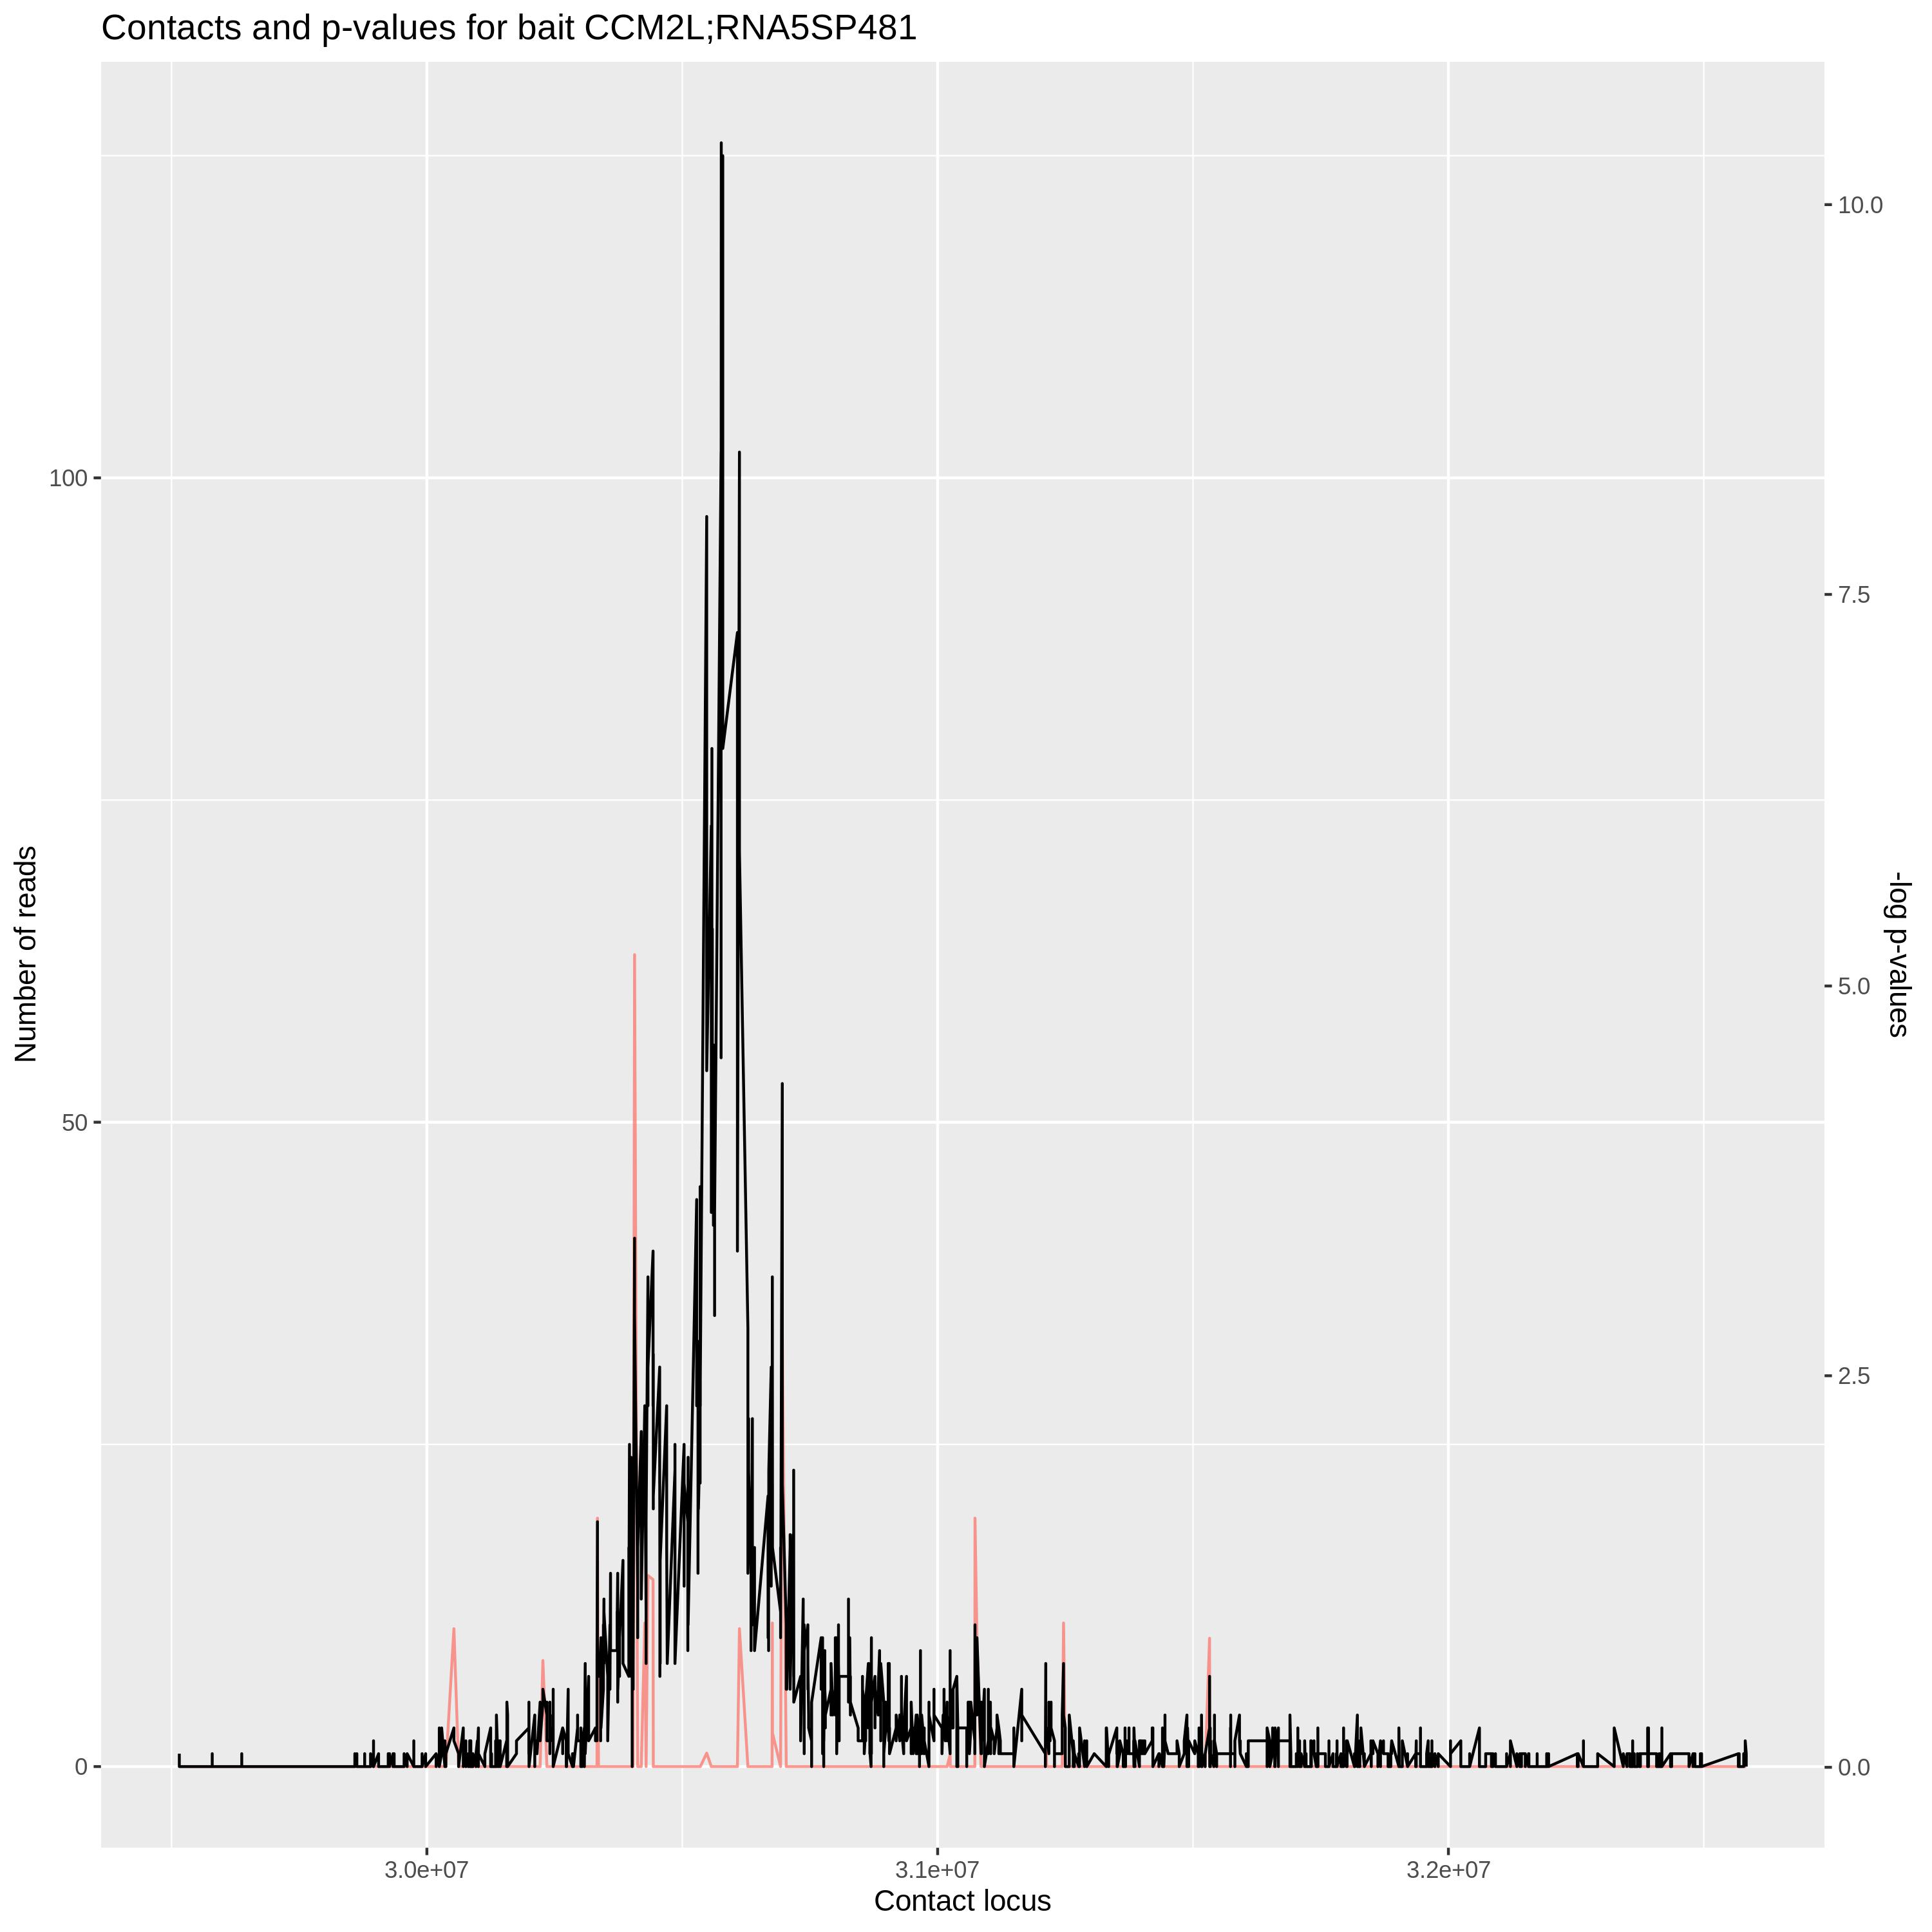 Contacts and p-values for bait CCM2L;RNA5SP481
Number of reads
100
50
0
10.0
7.5
5.0
2.5
0.0
-log p-values
3.0e+07
3.1e+07
3.2e+07
Contact locus